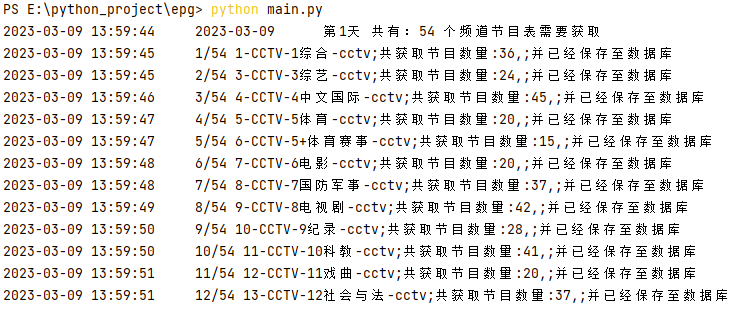 PS E:\python_project\epg> python main.py
2023-03-09 13:59:44     2023-03-09      第1天 共有：54 个频道节目表需要获取
2023-03-09 13:59:45     1/54 1-CCTV-1综合-cctv;共获取节目数量:36,;并已经保存至数据库
2023-03-09 13:59:45     2/54 3-CCTV-3综艺-cctv;共获取节目数量:24,;并已经保存至数据库
2023-03-09 13:59:46     3/54 4-CCTV-4中文国际-cctv;共获取节目数量:45,;并已经保存至数据库
2023-03-09 13:59:47     4/54 5-CCTV-5体育-cctv;共获取节目数量:20,;并已经保存至数据库
2023-03-09 13:59:47     5/54 6-CCTV-5+体育赛事-cctv;共获取节目数量:15,;并已经保存至数据库
2023-03-09 13:59:48     6/54 7-CCTV-6电影-cctv;共获取节目数量:20,;并已经保存至数据库
2023-03-09 13:59:48     7/54 8-CCTV-7国防军事-cctv;共获取节目数量:37,;并已经保存至数据库
2023-03-09 13:59:49     8/54 9-CCTV-8电视剧-cctv;共获取节目数量:42,;并已经保存至数据库
2023-03-09 13:59:50     9/54 10-CCTV-9纪录-cctv;共获取节目数量:28,;并已经保存至数据库
2023-03-09 13:59:50     10/54 11-CCTV-10科教-cctv;共获取节目数量:41,;并已经保存至数据库
2023-03-09 13:59:51     11/54 12-CCTV-11戏曲-cctv;共获取节目数量:20,;并已经保存至数据库
2023-03-09 13:59:51     12/54 13-CCTV-12社会与法-cctv;共获取节目数量:37,;并已经保存至数据库